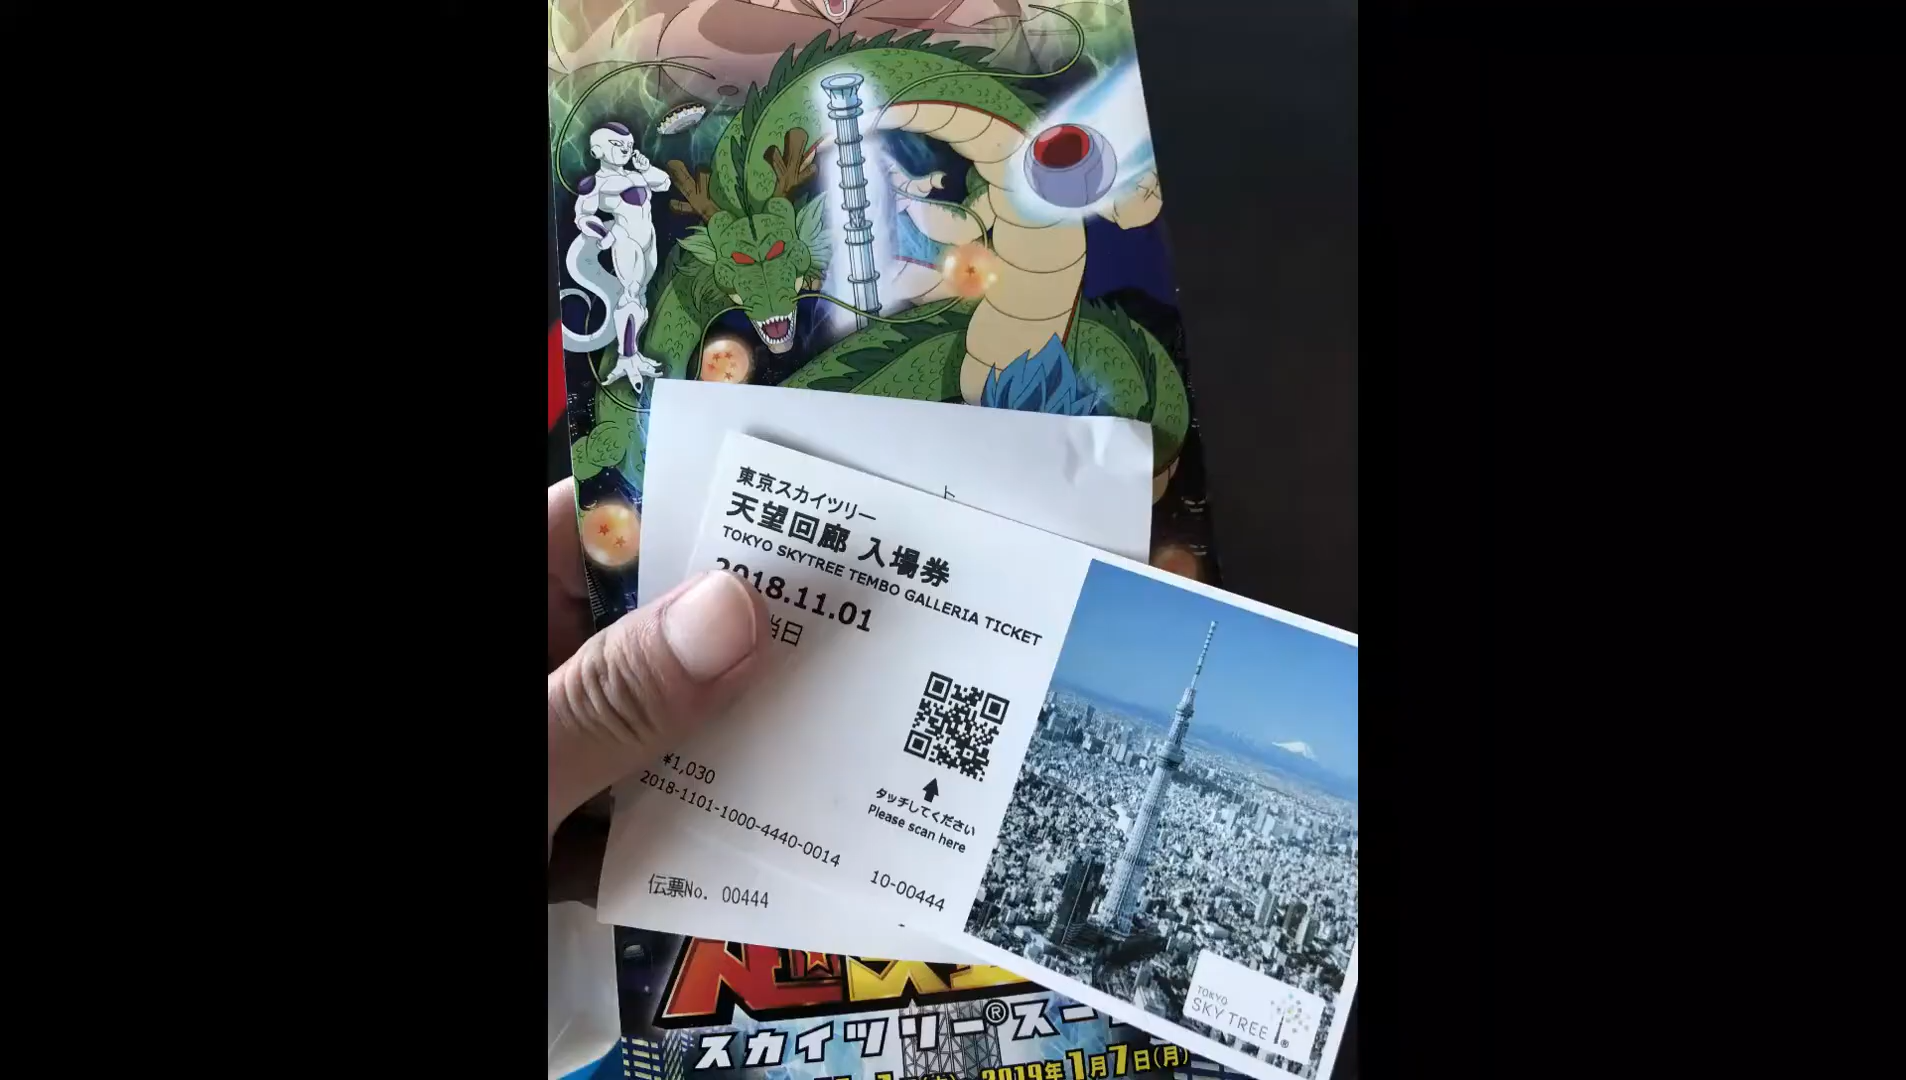 ト
東京スカイツリー
天望回廊 入場券
TOKYO SKYTREE TEMBO GALLERIA TICKET
2018.11.01
当日
¥1,030
2018-1101-1000-4440-0014
タッチしてください
Please scan here
10-00444
伝票No. 00444
TOKYO
SKY TREE®
スカイツリー®スー
2019年1月7日(月)